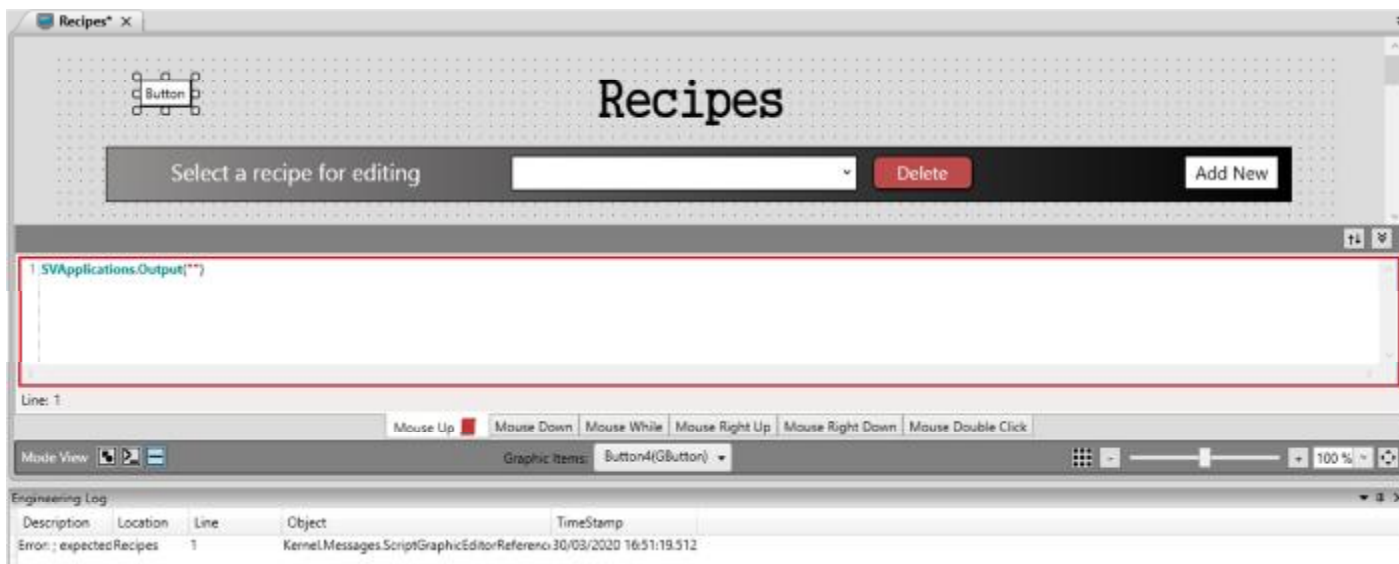 Recipes*
Button
Recipes
Select a recipe for editing
Delete
Add New
1 SVApplications.Output("")
Line: 1
Mouse Up Mouse Down Mouse While Mouse Right Up Mouse Right Down Mouse Double Click
Mode View Graphic Items: Button4(GButton) 100 %
Engineering Log
Description Location Line Object TimeStamp
Error: ; expected Recipes 1 Kernel.Messages.ScriptGraphicEditorReferenc 30/03/2020 16:51:19.512